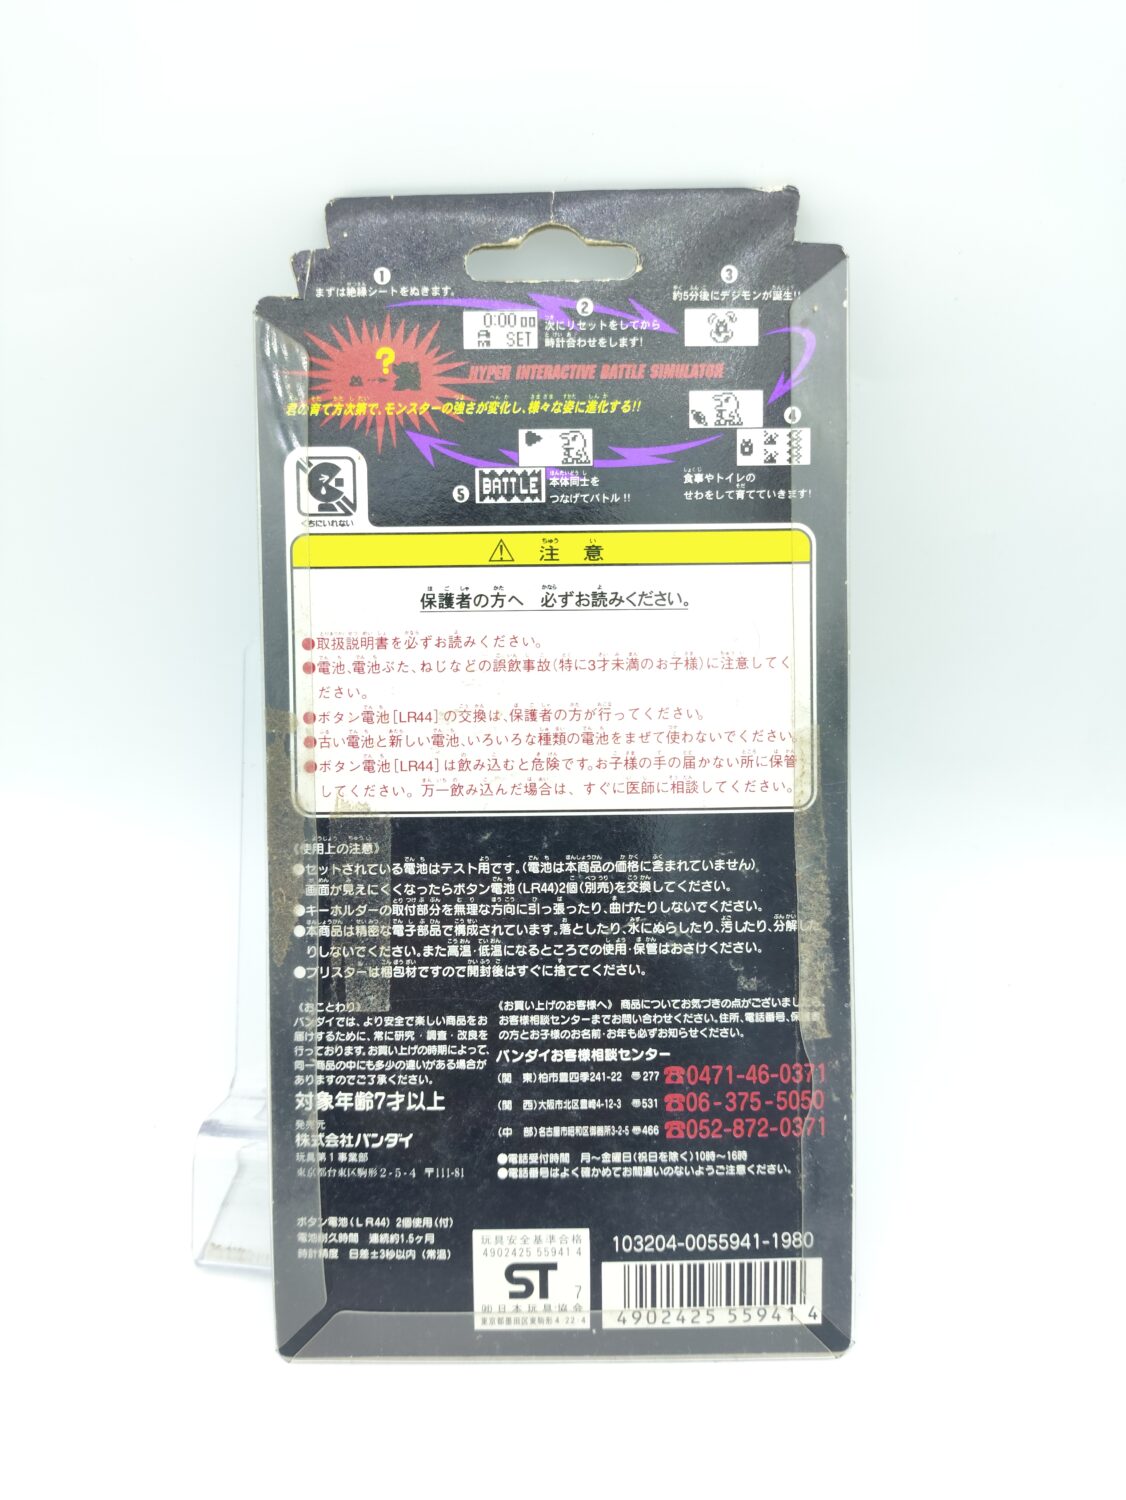 ①
まずは絶縁シートをぬきます。
0:00 00
AM SET
②
次にリセットをしてから
時計合わせをします!
③
約5分後にデジモンが誕生!!
?
HYPER INTERACTIVE BATTLE SIMULATOR
君の育て方次第で、モンスターの強さが変化し、様々な姿に進化する!!
④
食事やトイレの
せわをして育てていきます!
⑤
BATTLE
本体同士を
つなげてバトル!!
くちにいれない
⚠ 注意
保護者の方へ 必ずお読みください。
●取扱説明書を必ずお読みください。
●電池、電池ぶた、ねじなどの誤飲事故(特に3才未満のお子様)に注意してく
ださい。
●ボタン電池[LR44]の交換は、保護者の方が行ってください。
●古い電池と新しい電池、いろいろな種類の電池をまぜて使わないでください。
●ボタン電池[LR44]は飲み込むと危険です。お子様の手の届かない所に保管
してください。万一飲み込んだ場合は、すぐに医師に相談してください。
《使用上の注意》
●セットされている電池はテスト用です。(電池は本商品の価格に含まれていません)
画面が見えにくくなったらボタン電池(LR44)2個(別売)を交換してください。
●キーホルダーの取付部分を無理な方向に引っ張ったり、曲げたりしないでください。
●本商品は精密な電子部品で構成されています。落としたり、水にぬらしたり、汚したり、分解した
りしないでください。また高温・低温になるところでの使用・保管はおさけください。
●ブリスターは梱包材ですので開封後はすぐに捨ててください。
《おことわり》
バンダイでは、より安全で楽しい商品をお
届けするために、常に研究・調査・改良を
行っております。お買い上げの時期によって、
同一商品の中にも多少の違いがある場合が
ありますのでご了承ください。
対象年齢7才以上
発売元
株式会社バンダイ
玩具第1事業部
東京都台東区駒形2-5-4 〒111-81
《お買い上げのお客様へ》 商品についてお気づきの点がございましたら
お客様相談センターまでお問い合わせください。住所、電話番号、保護者
の方とお子様のお名前・お年も必ずお知らせください。
バンダイお客様相談センター
(関 東)柏市豊四季241-22 〒277 ☎0471-46-0371
(関 西)大阪市北区豊崎4-12-3 〒531 ☎06-375-5050
(中 部)名古屋市昭和区御器所3-2-5 〒466 ☎052-872-0371
●電話受付時間 月〜金曜日(祝日を除く)10時〜16時
●電話番号はよく確かめてお間違いのないようご注意ください。
ボタン電池(LR44)2個使用(付)
電池耐久時間 連続約1.5ヶ月
時計精度 日差±3秒以内(常温)
玩具安全基準合格
4902425 55941 4
ST 7
㈳日本玩具協会
東京都墨田区東駒形4-22-4
103204-0055941-1980
4902425 559414